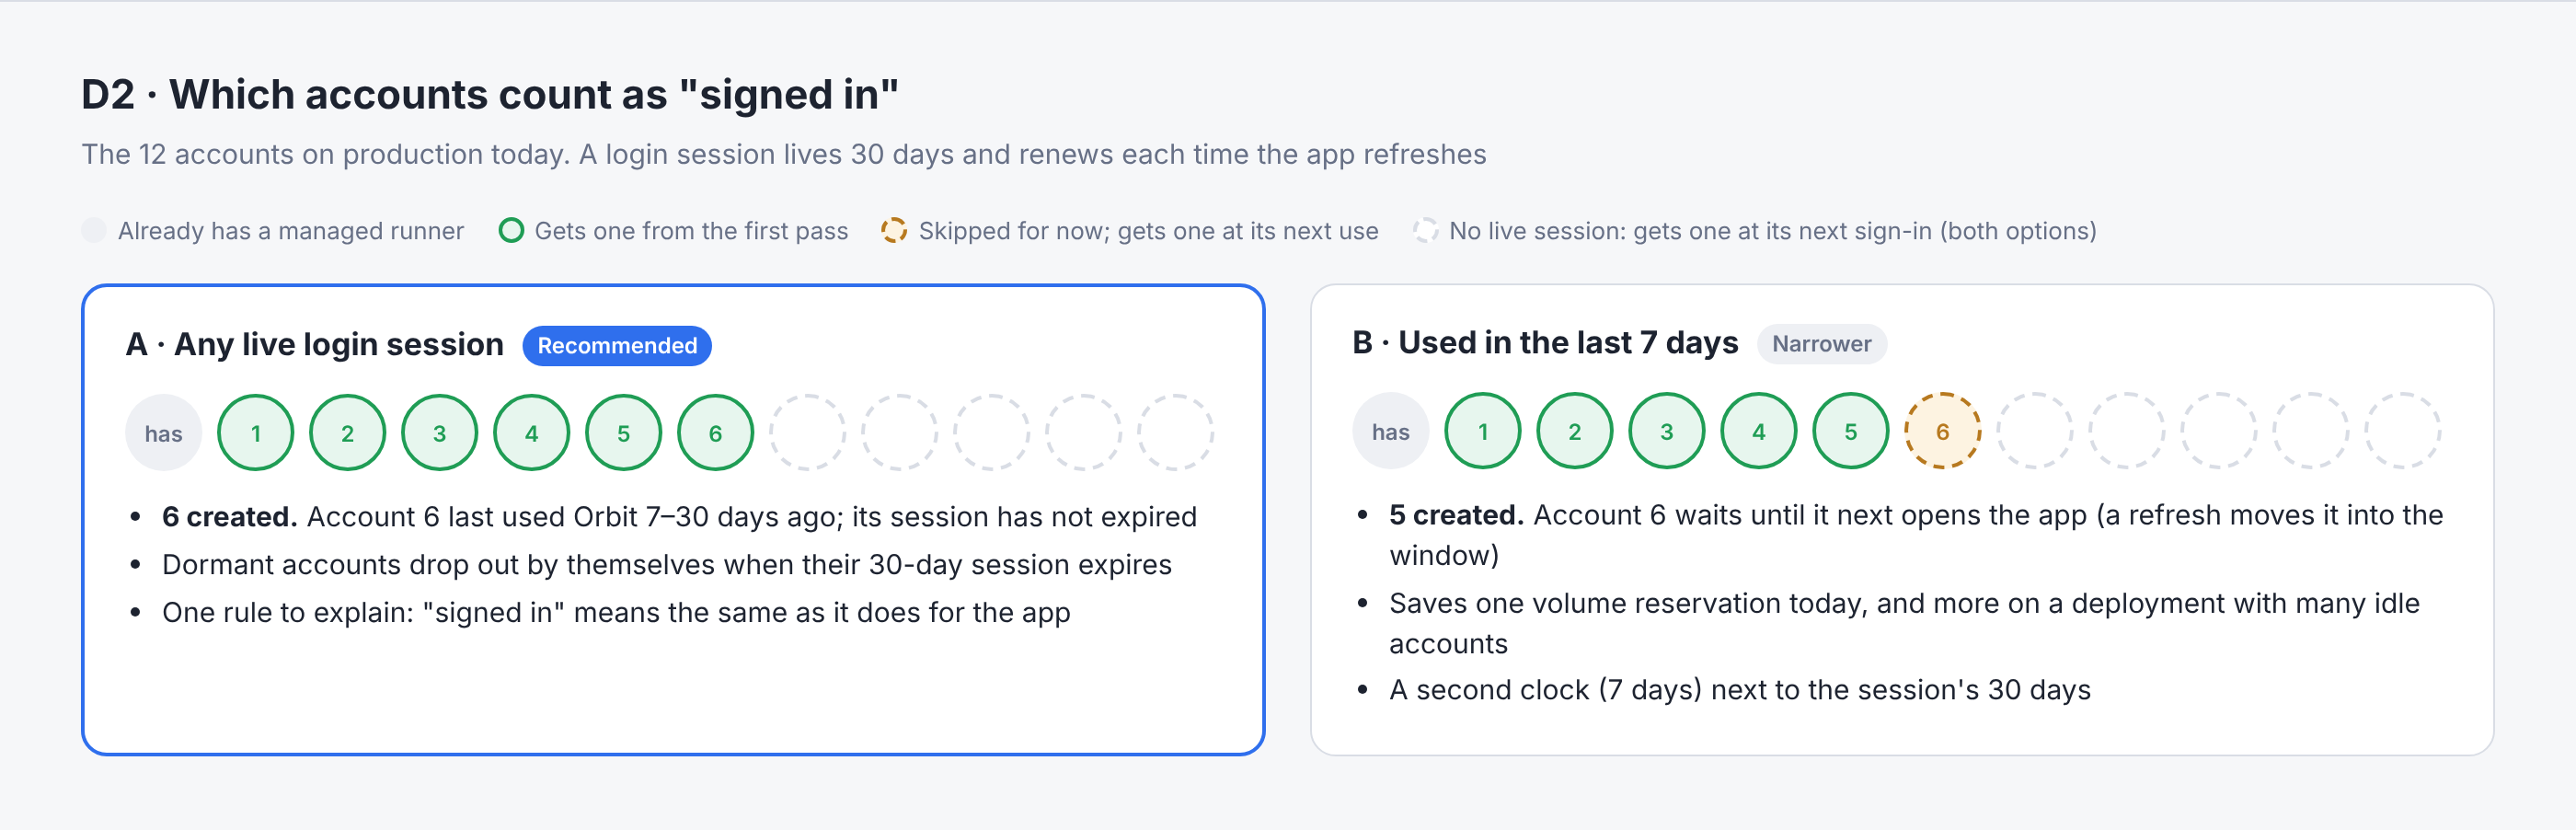 D2 · Which accounts count as "signed in"
The 12 accounts on production today. A login session lives 30 days and renews each time the app refreshes
Already has a managed runner
Gets one from the first pass
Skipped for now; gets one at its next use
No live session: gets one at its next sign-in (both options)
A · Any live login session
Recommended
has 1 2 3 4 5 6
• 6 created. Account 6 last used Orbit 7–30 days ago; its session has not expired
• Dormant accounts drop out by themselves when their 30-day session expires
• One rule to explain: "signed in" means the same as it does for the app
B · Used in the last 7 days
Narrower
has 1 2 3 4 5 6
• 5 created. Account 6 waits until it next opens the app (a refresh moves it into the
window)
• Saves one volume reservation today, and more on a deployment with many idle
accounts
• A second clock (7 days) next to the session's 30 days